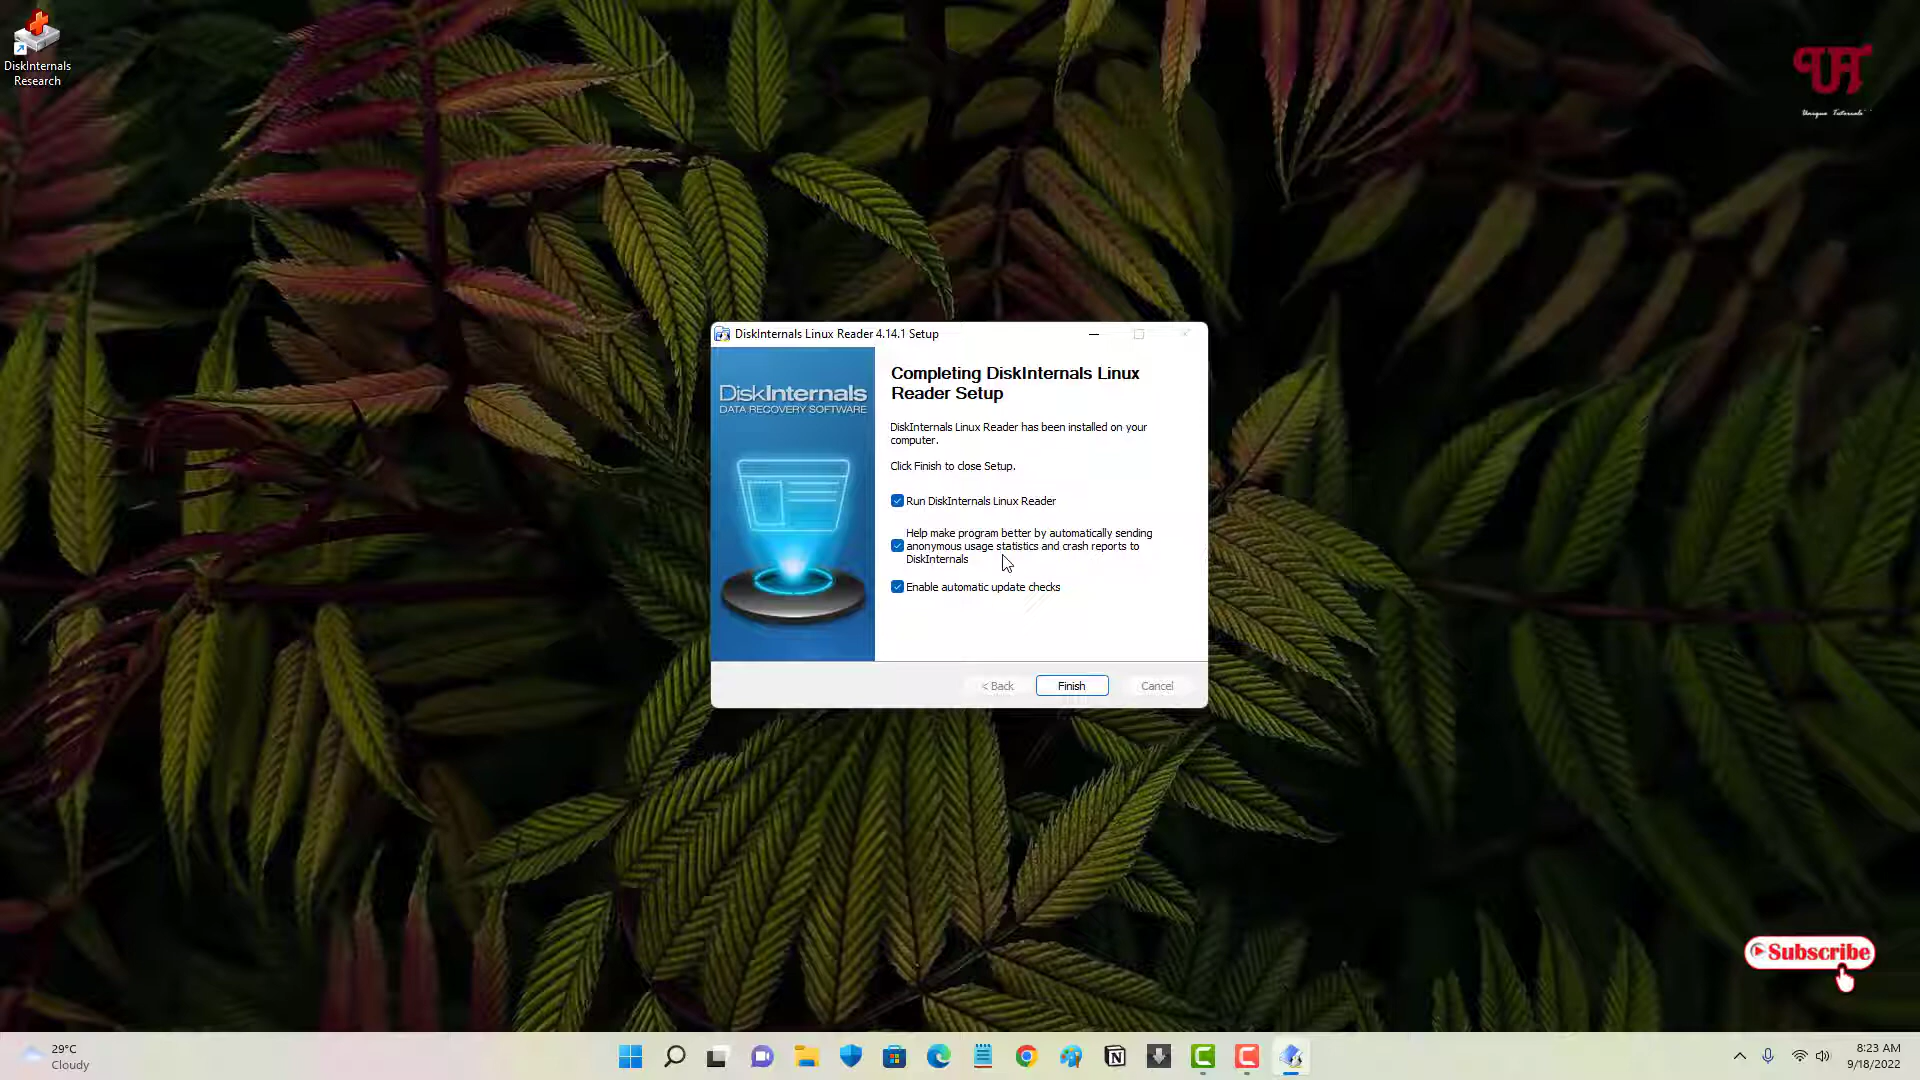 DiskInternals
Research
UT
Unique Tutorials
DiskInternals Linux Reader 4.14.1 Setup
DiskInternals
DATA RECOVERY SOFTWARE
Completing DiskInternals Linux
Reader Setup
DiskInternals Linux Reader has been installed on your
computer.
Click Finish to close Setup.
Run DiskInternals Linux Reader
Help make program better by automatically sending
anonymous usage statistics and crash reports to
DiskInternals
Enable automatic update checks
< Back
Finish
Cancel
Subscribe
29°C
Cloudy
8:23 AM
9/18/2022